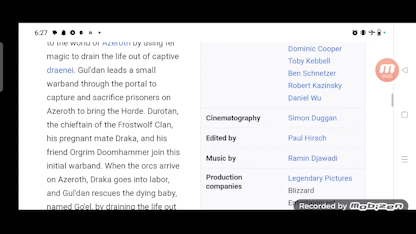 6:27
to the world of Azeroth by using fel
magic to drain the life out of captive
draenei. Gul'dan leads a small
warband through the portal to
capture and sacrifice prisoners on
Azeroth to bring the Horde. Durotan,
the chieftain of the Frostwolf Clan,
his pregnant mate Draka, and his
friend Orgrim Doomhammer join this
initial warband. When the orcs arrive
on Azeroth, Draka goes into labor,
and Gul'dan rescues the dying baby,
named Go'el, by draining the life out
Dominic Cooper
Toby Kebbell
Ben Schnetzer
Robert Kazinsky
Daniel Wu
Cinematography Simon Duggan
Edited by Paul Hirsch
Music by Ramin Djawadi
Production Legendary Pictures
companies Blizzard
Entertainment
Recorded by Mobizen